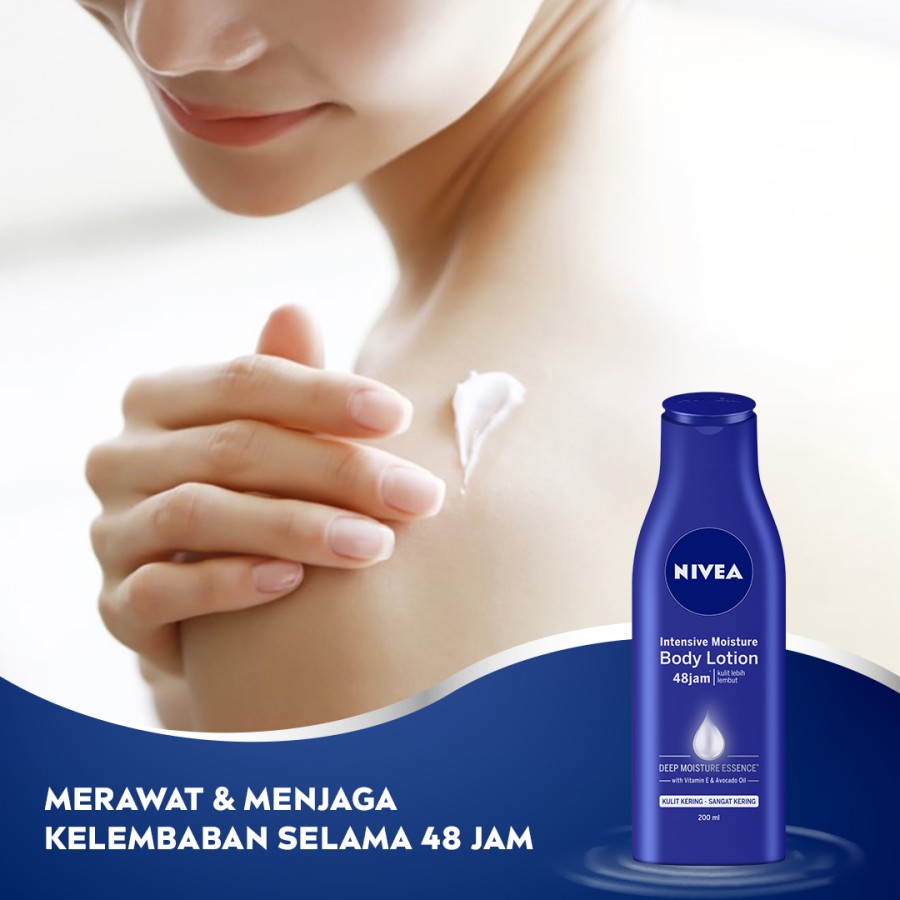 NIVEA
Intensive Moisture
Body Lotion
48jam kulit lebih
lembut
DEEP MOISTURE ESSENCE
with Vitamin E & Avocado Oil
KULIT KERING - SANGAT KERING
200 ml
MERAWAT & MENJAGA
KELEMBABAN SELAMA 48 JAM